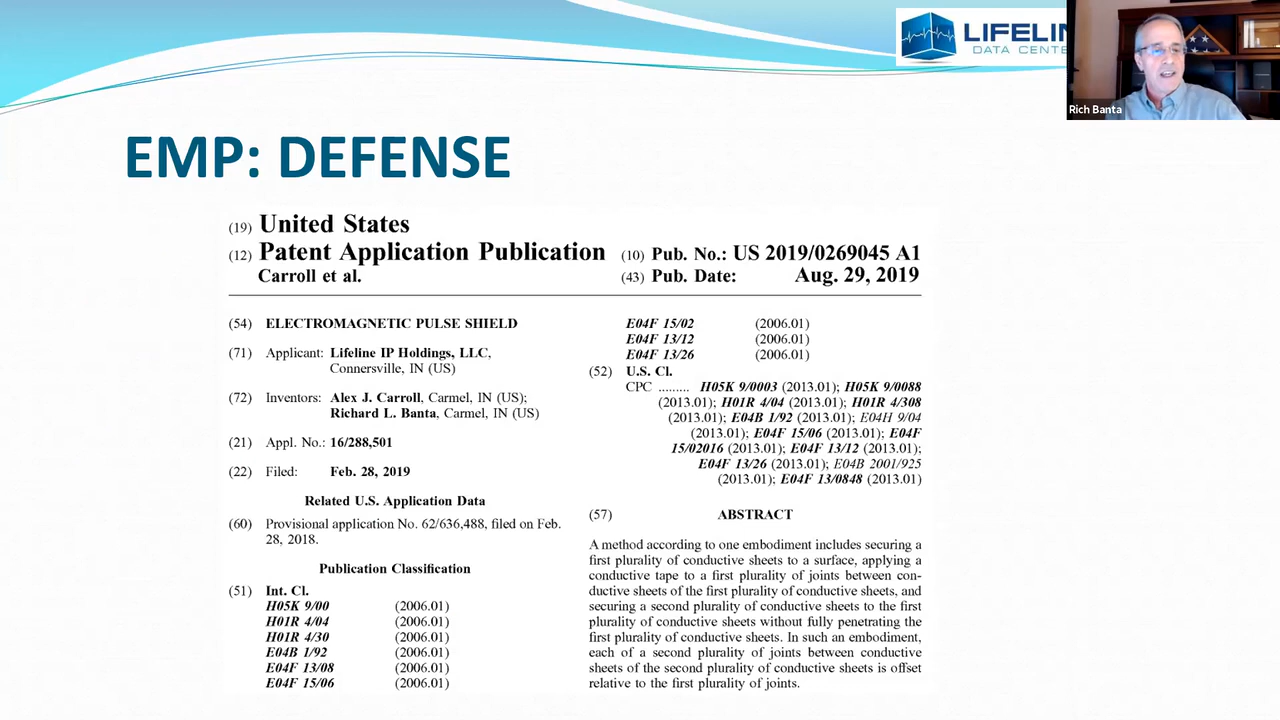 LIFELIN
DATA CENTE
Rich Banta
EMP: DEFENSE
(19) United States
(12) Patent Application Publication
Carroll et al.
(10) Pub. No.: US 2019/0269045 A1
(43) Pub. Date: Aug. 29, 2019
(54) ELECTROMAGNETIC PULSE SHIELD
(71) Applicant: Lifeline IP Holdings, LLC,
Connersville, IN (US)
(72) Inventors: Alex J. Carroll, Carmel, IN (US);
Richard L. Banta, Carmel, IN (US)
(21) Appl. No.: 16/288,501
(22) Filed: Feb. 28, 2019
Related U.S. Application Data
(60) Provisional application No. 62/636,488, filed on Feb.
28, 2018.
Publication Classification
(51) Int. Cl.
H05K 9/00 (2006.01)
H01R 4/04 (2006.01)
H01R 4/30 (2006.01)
E04B 1/92 (2006.01)
E04F 13/08 (2006.01)
E04F 15/06 (2006.01)
E04F 15/02 (2006.01)
E04F 13/12 (2006.01)
E04F 13/26 (2006.01)
(52) U.S. Cl.
CPC ......... H05K 9/0003 (2013.01); H05K 9/0088
(2013.01); H01R 4/04 (2013.01); H01R 4/308
(2013.01); E04B 1/92 (2013.01); E04H 9/04
(2013.01); E04F 15/06 (2013.01); E04F
15/02016 (2013.01); E04F 13/12 (2013.01);
E04F 13/26 (2013.01); E04B 2001/925
(2013.01); E04F 13/0848 (2013.01)
(57) ABSTRACT
A method according to one embodiment includes securing a
first plurality of conductive sheets to a surface, applying a
conductive tape to a first plurality of joints between con-
ductive sheets of the first plurality of conductive sheets, and
securing a second plurality of conductive sheets to the first
plurality of conductive sheets without fully penetrating the
first plurality of conductive sheets. In such an embodiment,
each of a second plurality of joints between conductive
sheets of the second plurality of conductive sheets is offset
relative to the first plurality of joints.